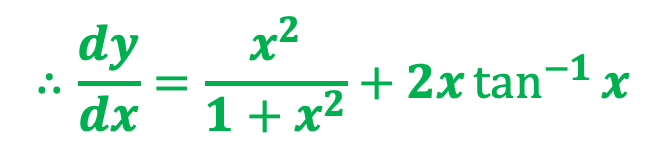 ∴ dy/dx = x²/(1 + x²) + 2x tan⁻¹ x